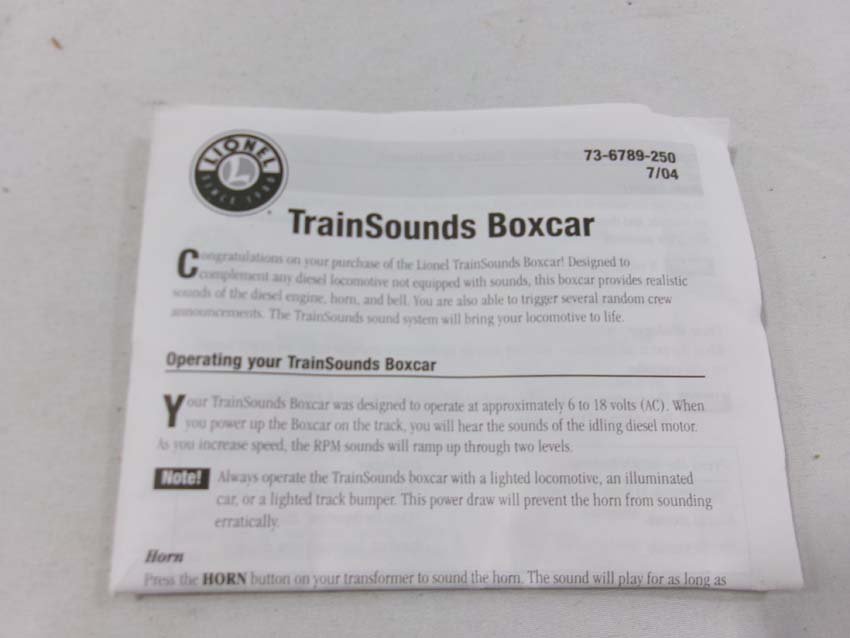 LIONEL
L
SINCE 1900
73-6789-250
7/04
TrainSounds Boxcar
Congratulations on your purchase of the Lionel TrainSounds Boxcar! Designed to
complement any diesel locomotive not equipped with sounds, this boxcar provides realistic
sounds of the diesel engine, horn, and bell. You are also able to trigger several random crew
announcements. The TrainSounds sound system will bring your locomotive to life.
Operating your TrainSounds Boxcar
Your TrainSounds Boxcar was designed to operate at approximately 6 to 18 volts (AC). When
you power up the Boxcar on the track, you will hear the sounds of the idling diesel motor.
As you increase speed, the RPM sounds will ramp up through two levels.
Note! Always operate the TrainSounds boxcar with a lighted locomotive, an illuminated
car, or a lighted track bumper. This power draw will prevent the horn from sounding
erratically.
Horn
Press the HORN button on your transformer to sound the horn. The sound will play for as long as